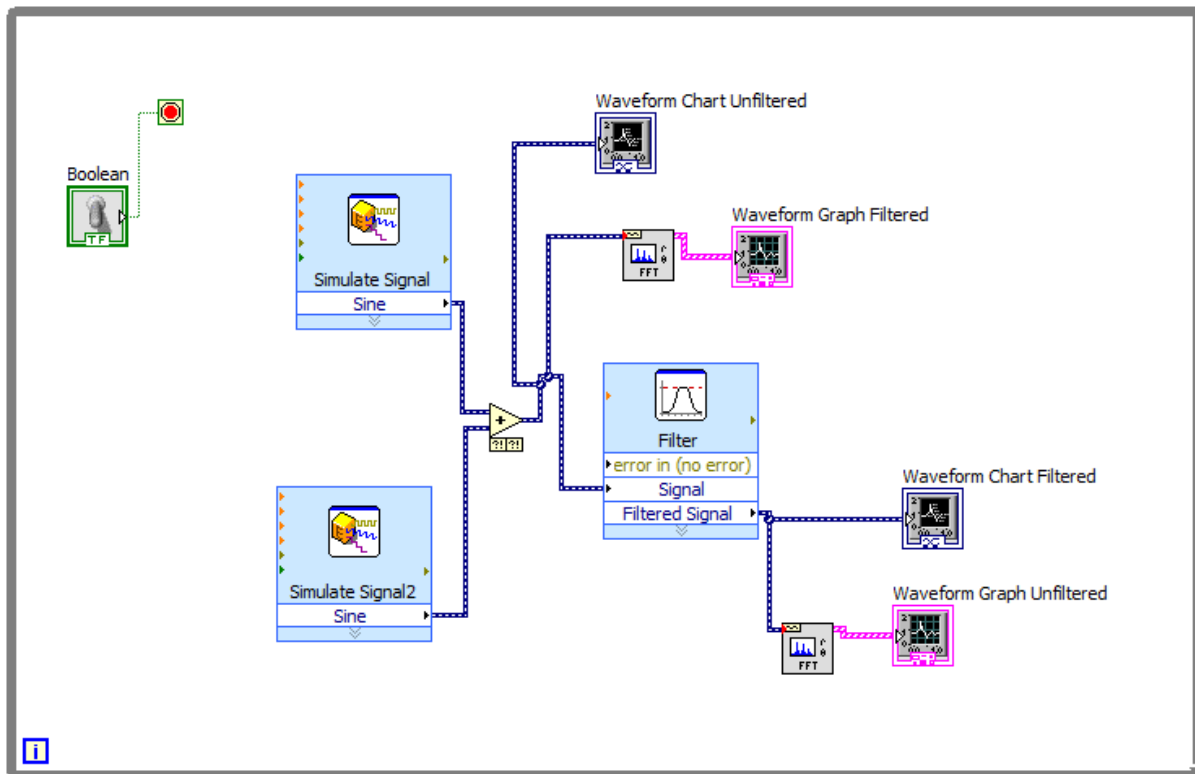 Waveform Chart Unfiltered
Boolean
TF
Simulate Signal
Sine
Waveform Graph Filtered
FFT
Filter
error in (no error)
Signal
Filtered Signal
Waveform Chart Filtered
Simulate Signal2
Sine
Waveform Graph Unfiltered
FFT
i